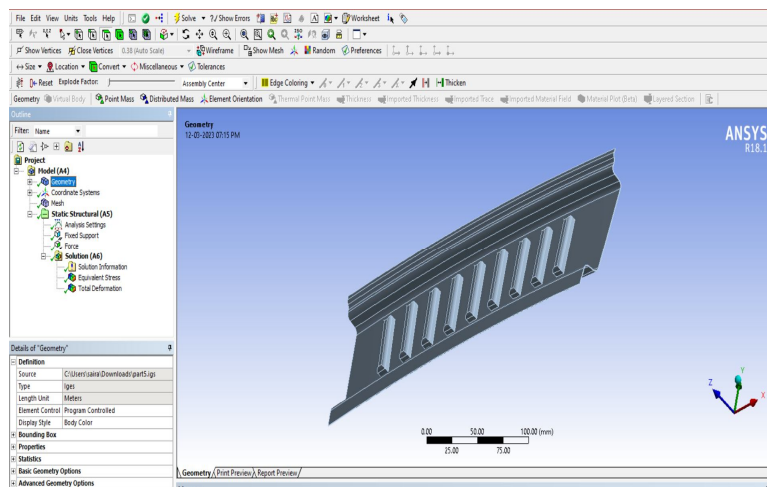 File Edit View Units Tools Help Solve ?/ Show Errors A Worksheet
Show Vertices Close Vertices 0.38 (Auto Scale) Wireframe Show Mesh Random Preferences
Size Location Convert Miscellaneous Tolerances
Reset Explode Factor: Assembly Center Edge Coloring Thicken
Geometry Virtual Body Point Mass Distributed Mass Element Orientation Thermal Point Mass Thickness Imported Thickness Imported Trace Imported Material Field Material Plot (Beta) Layered Section
Outline
Filter: Name
Project
Model (A4)
Geometry
Coordinate Systems
Mesh
Static Structural (A5)
Analysis Settings
Fixed Support
Force
Solution (A6)
Solution Information
Equivalent Stress
Total Deformation
Details of "Geometry"
Definition
Source C:\Users\saira\Downloads\part5.igs
Type Iges
Length Unit Meters
Element Control Program Controlled
Display Style Body Color
Bounding Box
Properties
Statistics
Basic Geometry Options
Advanced Geometry Options
Geometry
12-03-2023 07:15 PM
ANSYS
R18.1
Y
Z
X
0.00 50.00 100.00 (mm)
25.00 75.00
Geometry Print Preview Report Preview